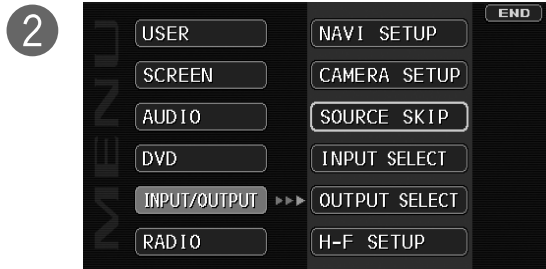 2
END
MENU
USER
SCREEN
AUDIO
DVD
INPUT/OUTPUT
RADIO
NAVI SETUP
CAMERA SETUP
SOURCE SKIP
INPUT SELECT
OUTPUT SELECT
H-F SETUP